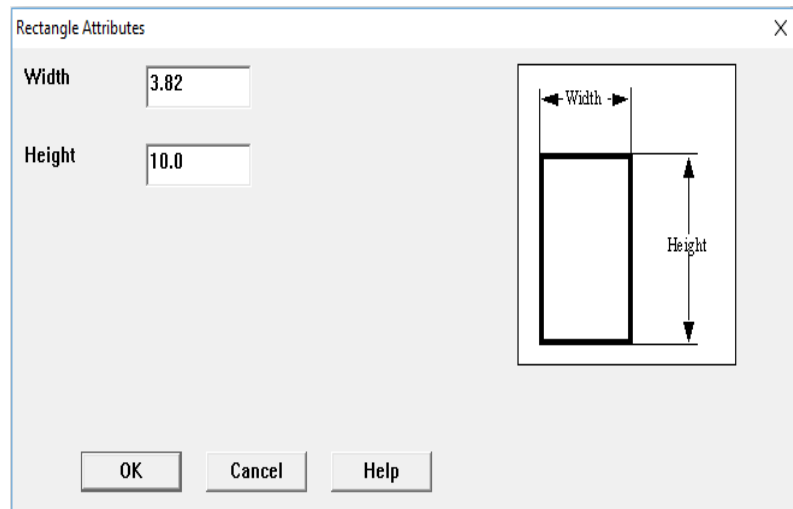 Rectangle Attributes
Width
3.82
Height
10.0
Width
Height
OK Cancel Help